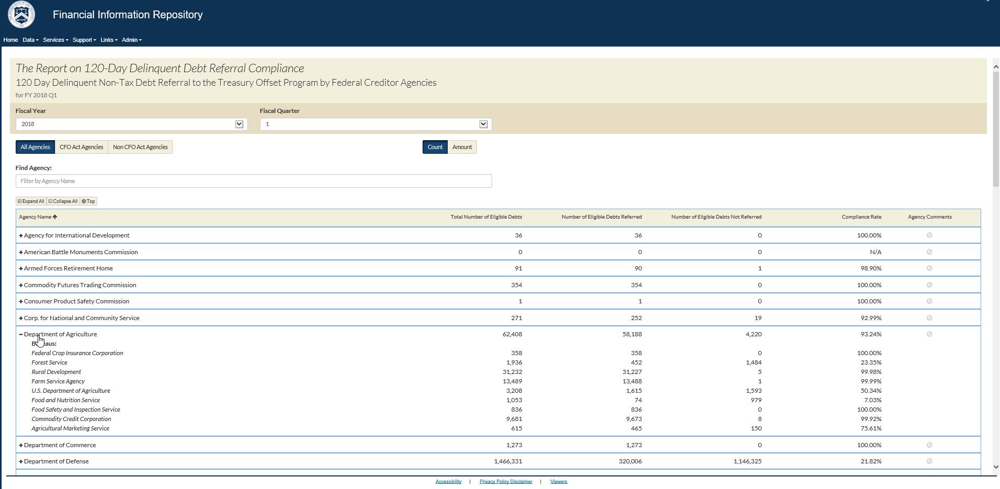 Financial Information Repository
Home Data Services Support Links Admin
The Report on 120-Day Delinquent Debt Referral Compliance
120 Day Delinquent Non-Tax Debt Referral to the Treasury Offset Program by Federal Creditor Agencies
for FY 2018 Q1
Fiscal Year Fiscal Quarter
2018 1
All Agencies CFO Act Agencies Non CFO Act Agencies Count Amount
Find Agency:
Filter by Agency Name
Expand All Collapse All Top
Agency Name Total Number of Eligible Debts Number of Eligible Debts Referred Number of Eligible Debts Not Referred Compliance Rate Agency Comments
Agency for International Development 36 36 0 100.00%
American Battle Monuments Commission 0 0 0 N/A
Armed Forces Retirement Home 91 90 1 98.90%
Commodity Futures Trading Commission 354 354 0 100.00%
Consumer Product Safety Commission 1 1 0 100.00%
Corp. for National and Community Service 271 252 19 92.99%
Department of Agriculture 62,408 58,188 4,220 93.24%
Federal Crop Insurance Corporation 358 358 0 100.00%
Forest Service 1,936 452 1,484 23.35%
Rural Development 31,232 31,227 5 99.98%
Farm Service Agency 13,489 13,488 1 99.99%
U.S. Department of Agriculture 3,208 1,615 1,593 50.34%
Food and Nutrition Service 1,053 74 979 7.03%
Food Safety and Inspection Service 836 836 0 100.00%
Commodity Credit Corporation 9,681 9,673 8 99.92%
Agricultural Marketing Service 615 465 150 75.61%
Department of Commerce 1,273 1,273 0 100.00%
Department of Defense 1,466,331 320,006 1,146,325 21.82%
Accessibility | Privacy Policy Disclaimer | Viewers